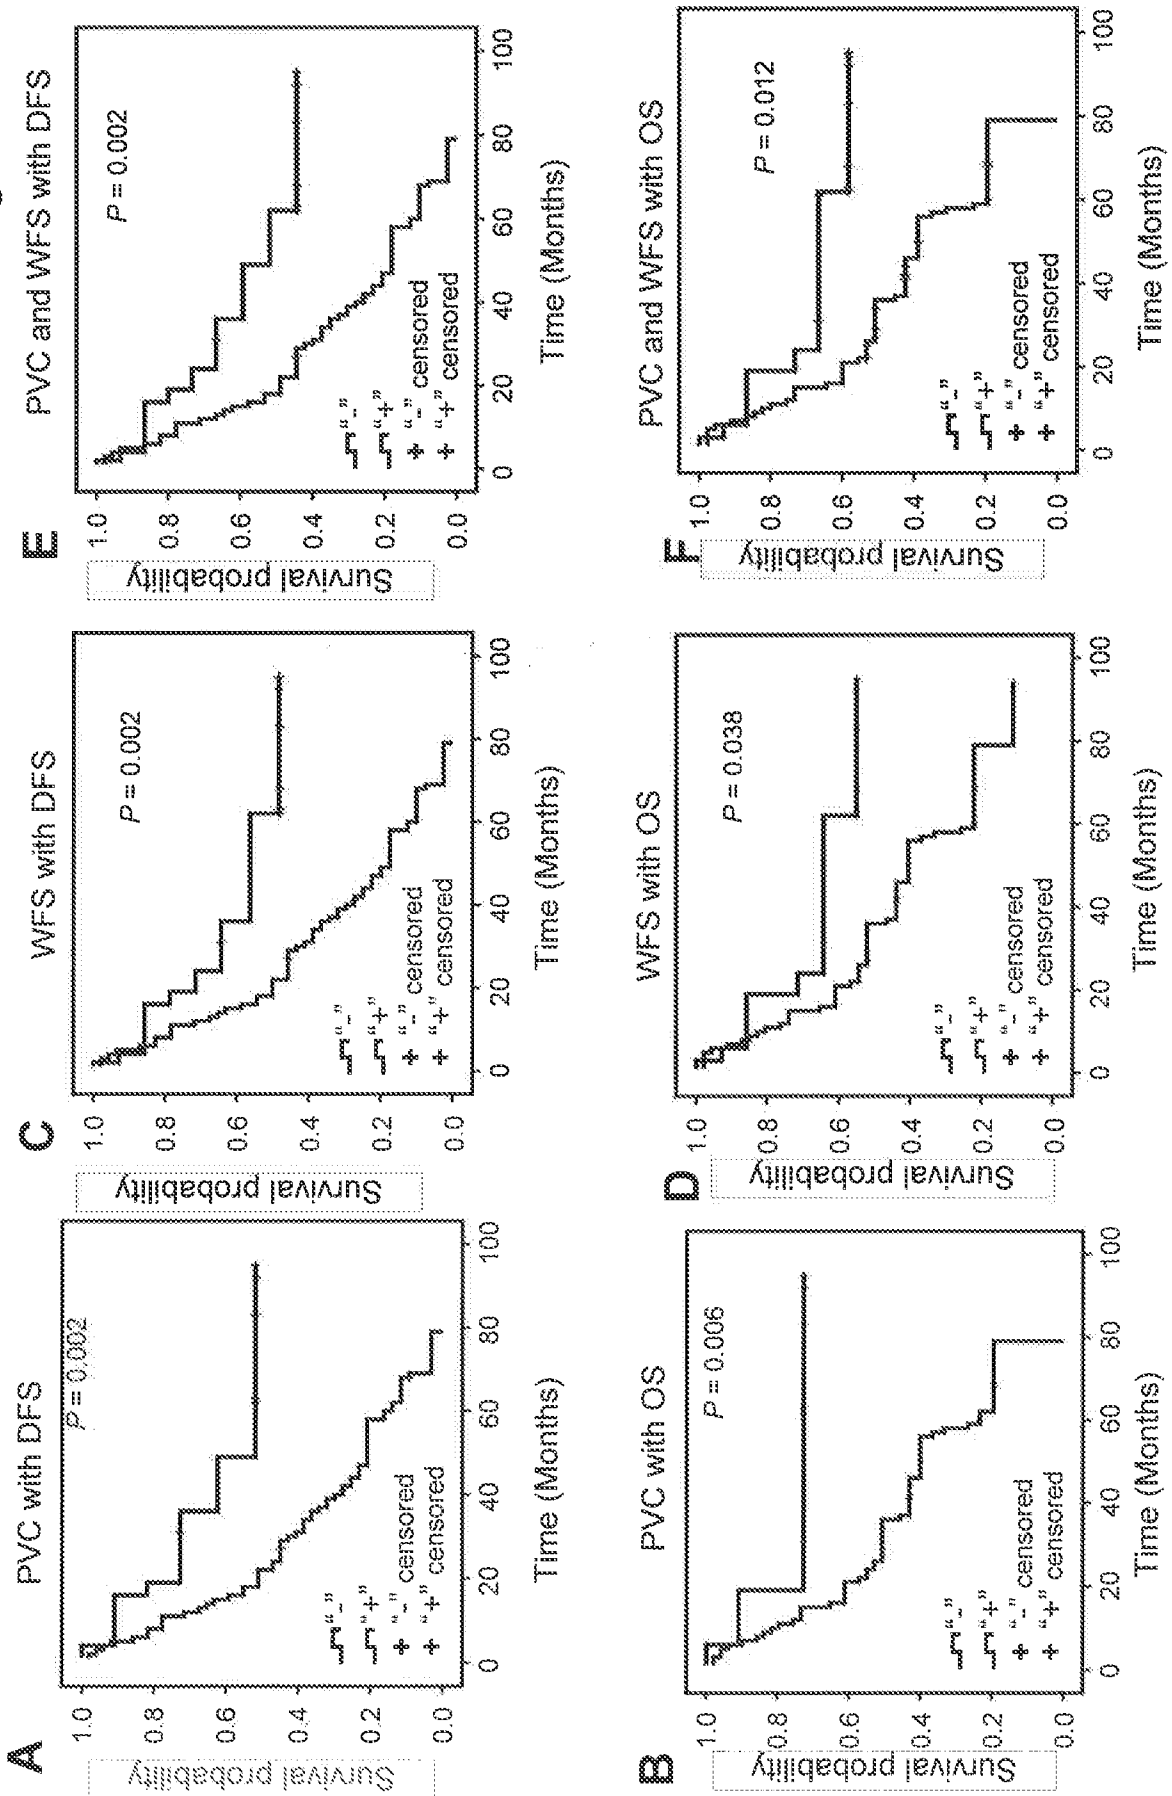 A
PVC with DFS
P = 0.002
Survival probability
1.0
0.8
0.6
0.4
0.2
0.0
“-”
“+”
“-” censored
“+” censored
0 20 40 60 80 100
Time (Months)
C
WFS with DFS
P = 0.002
Survival probability
1.0
0.8
0.6
0.4
0.2
0.0
“-”
“+”
“-” censored
“+” censored
0 20 40 60 80 100
Time (Months)
E
PVC and WFS with DFS
P = 0.002
Survival probability
1.0
0.8
0.6
0.4
0.2
0.0
“-”
“+”
“-” censored
“+” censored
0 20 40 60 80 100
Time (Months)
B
PVC with OS
P = 0.006
Survival probability
1.0
0.8
0.6
0.4
0.2
0.0
“-”
“+”
“-” censored
“+” censored
0 20 40 60 80 100
Time (Months)
D
WFS with OS
P = 0.038
Survival probability
1.0
0.8
0.6
0.4
0.2
0.0
“-”
“+”
“-” censored
“+” censored
0 20 40 60 80 100
Time (Months)
F
PVC and WFS with OS
P = 0.012
Survival probability
1.0
0.8
0.6
0.4
0.2
0.0
“-”
“+”
“-” censored
“+” censored
0 20 40 60 80 100
Time (Months)